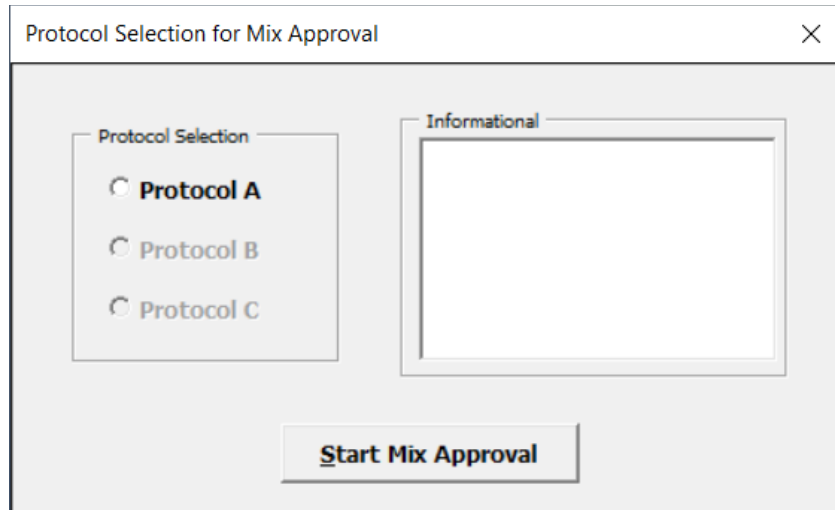 Protocol Selection for Mix Approval
Protocol Selection
Protocol A
Protocol B
Protocol C
Informational
Start Mix Approval